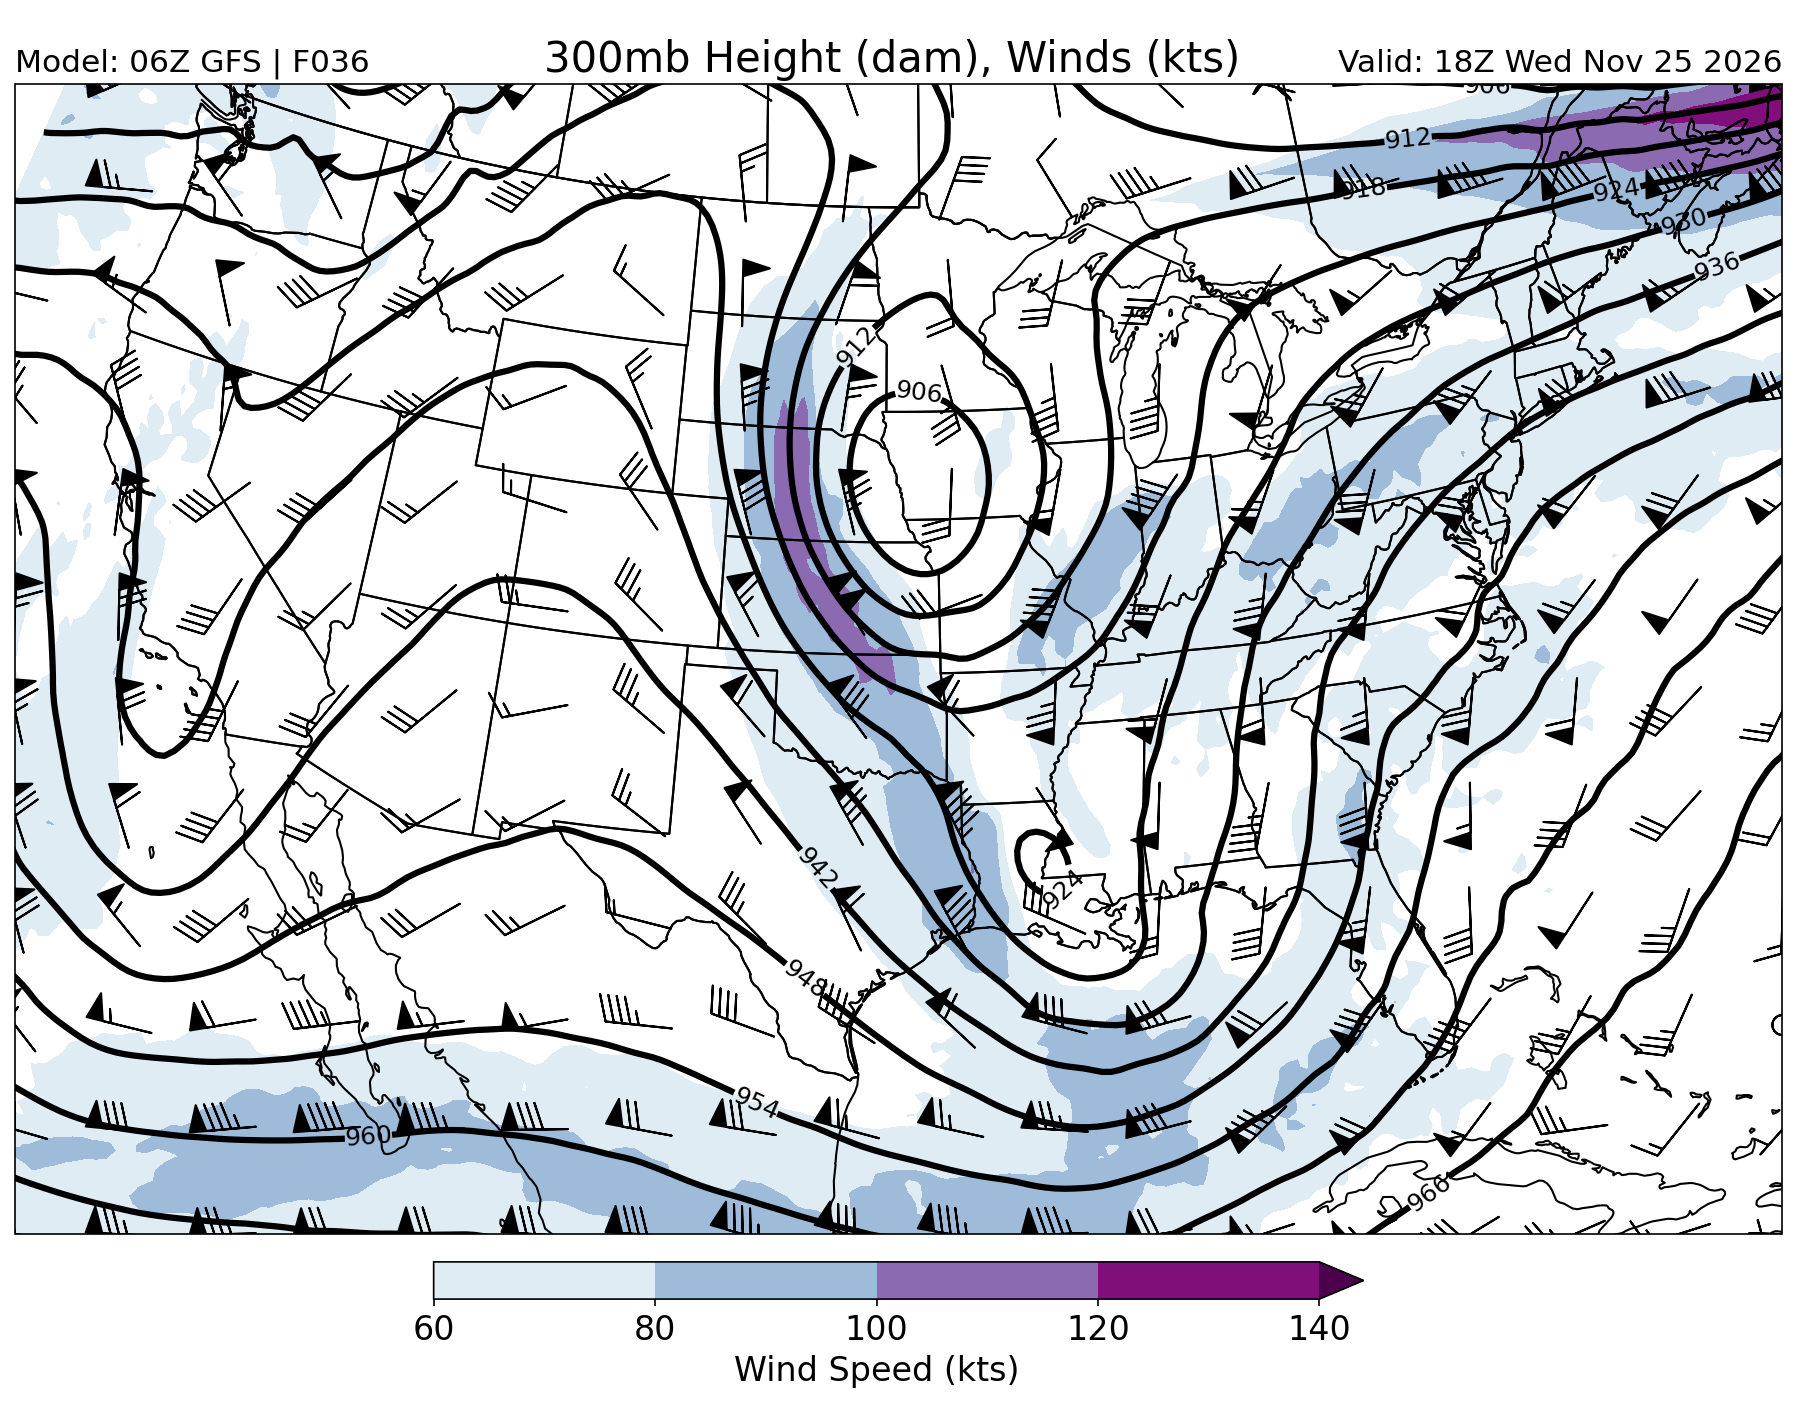 Model: 06Z GFS | F036
300mb Height (dam), Winds (kts)
Valid: 18Z Wed Nov 25 2026
906
912
918
924
930
936
912
906
942
924
948
954
960
966
60 80 100 120 140
Wind Speed (kts)